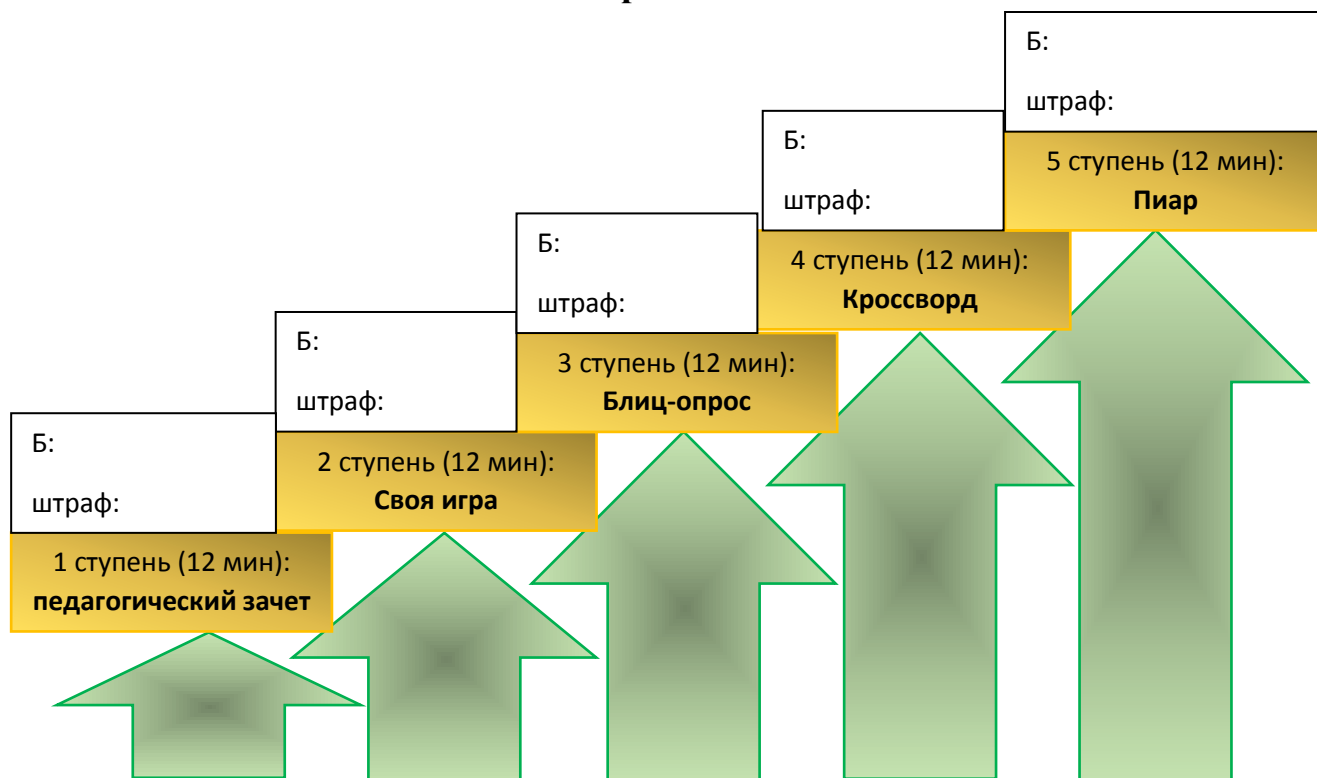 Б:
штраф:
5 ступень (12 мин):
Пиар
Б:
штраф:
4 ступень (12 мин):
Кроссворд
Б:
штраф:
3 ступень (12 мин):
Блиц-опрос
Б:
штраф:
2 ступень (12 мин):
Своя игра
Б:
штраф:
1 ступень (12 мин):
педагогический зачет